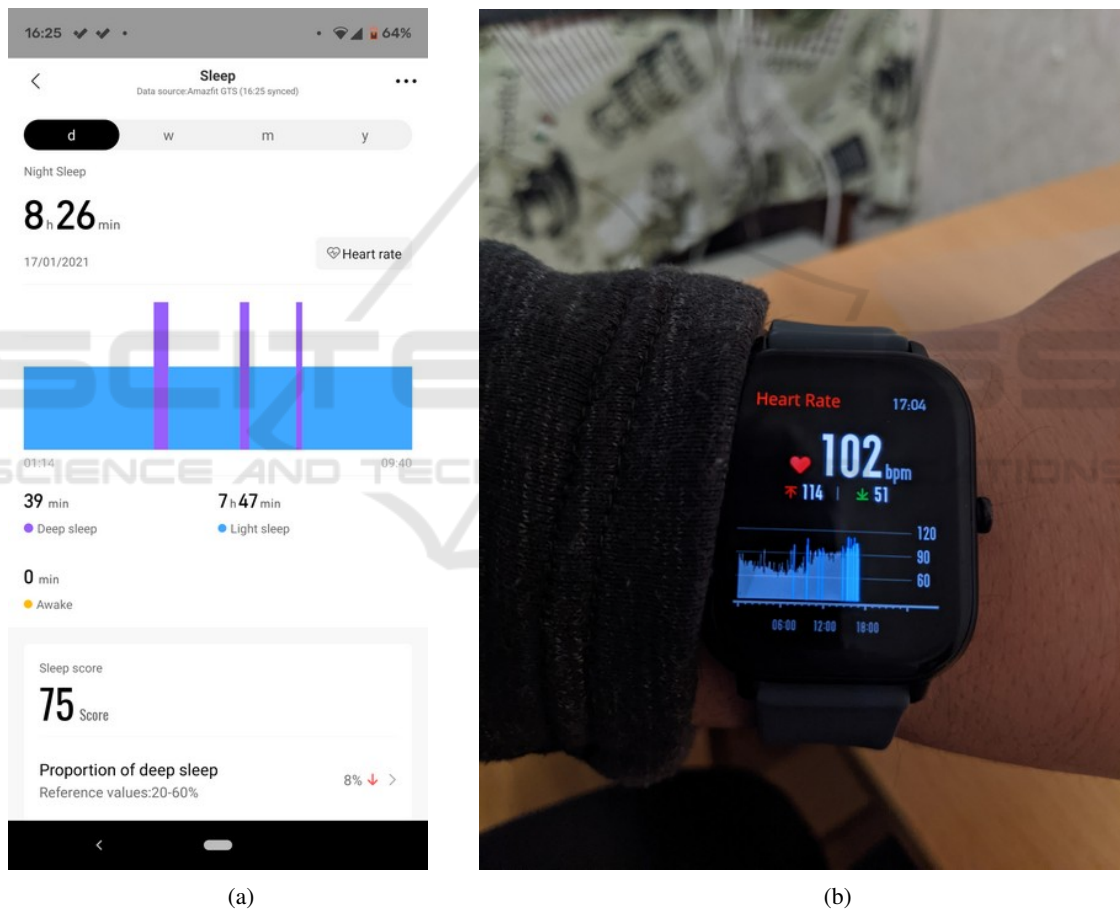 16:25 64%
Sleep
Data source:Amazfit GTS (16:25 synced)
d w m y
Night Sleep
8 h 26 min
Heart rate
17/01/2021
01:14 09:40
39 min 7 h 47 min
Deep sleep Light sleep
0 min
Awake
Sleep score
75 Score
Proportion of deep sleep
8%
Reference values:20-60%
(a)
Heart Rate 17:04
102 bpm
114 | 51
120
90
60
06:00 12:00 18:00
(b)
SCIENCE AND